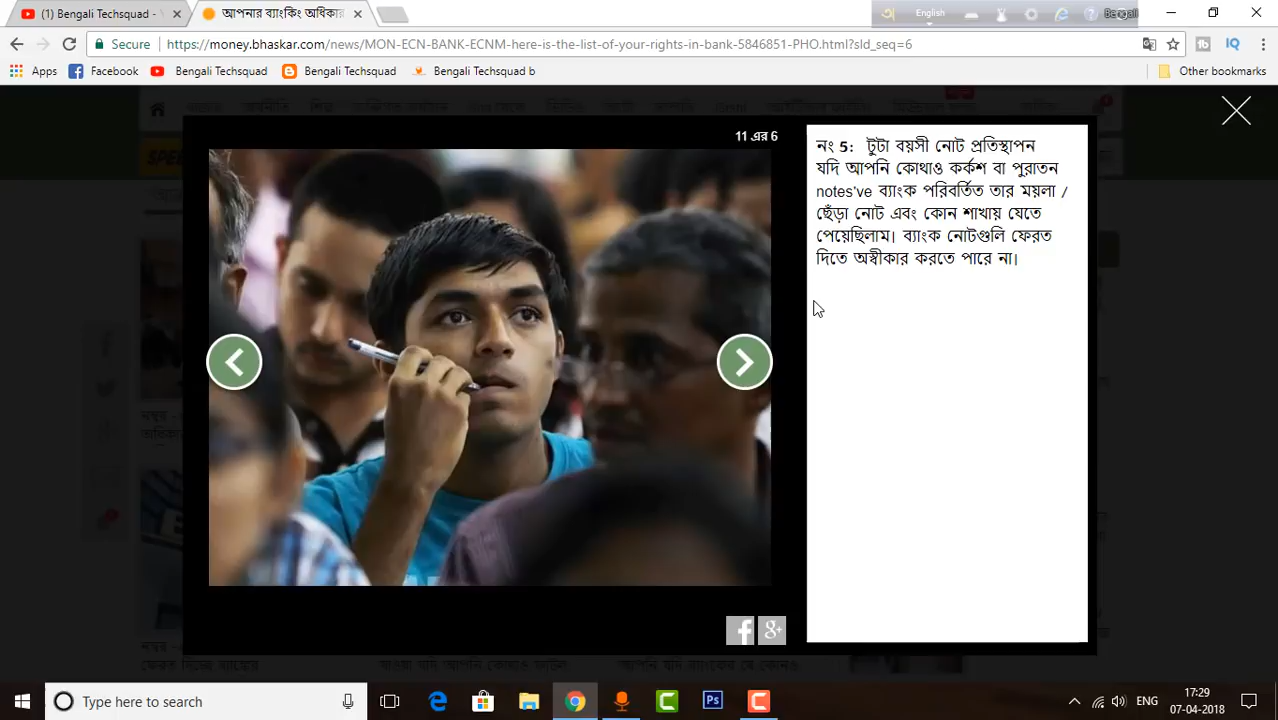 (1) Bengali Techsquad -
আপনার ব্যাংকিং অধিকার
English
Bengali
Secure
https://money.bhaskar.com/news/MON-ECN-BANK-ECNM-here-is-the-list-of-your-rights-in-bank-5846851-PHO.html?sld_seq=6
Apps
Facebook
Bengali Techsquad
Bengali Techsquad
Bengali Techsquad b
Other bookmarks
11 এর 6
নং 5: টুটা বয়সী নোট প্রতিস্থাপন
যদি আপনি কোথাও কর্কশ বা পুরাতন
notes've ব্যাংক পরিবর্তিত তার ময়লা /
ছেঁড়া নোট এবং কোন শাখায় যেতে
পেয়েছিলাম। ব্যাংক নোটগুলি ফেরত
দিতে অস্বীকার করতে পারে না।
Type here to search
ENG
17:29
07-04-2018